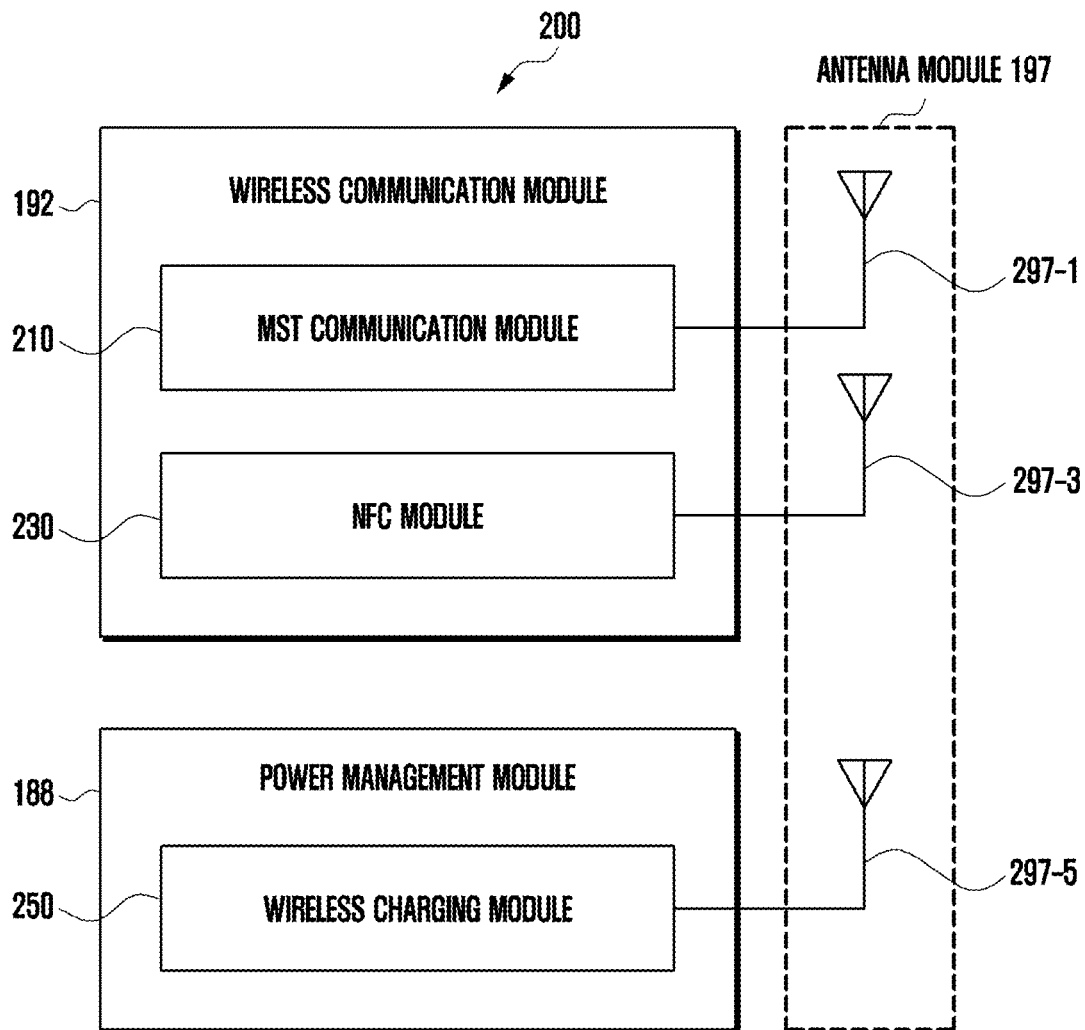 200
ANTENNA MODULE 197
192
WIRELESS COMMUNICATION MODULE
297-1
210
MST COMMUNICATION MODULE
297-3
230
NFC MODULE
188
POWER MANAGEMENT MODULE
297-5
250
WIRELESS CHARGING MODULE